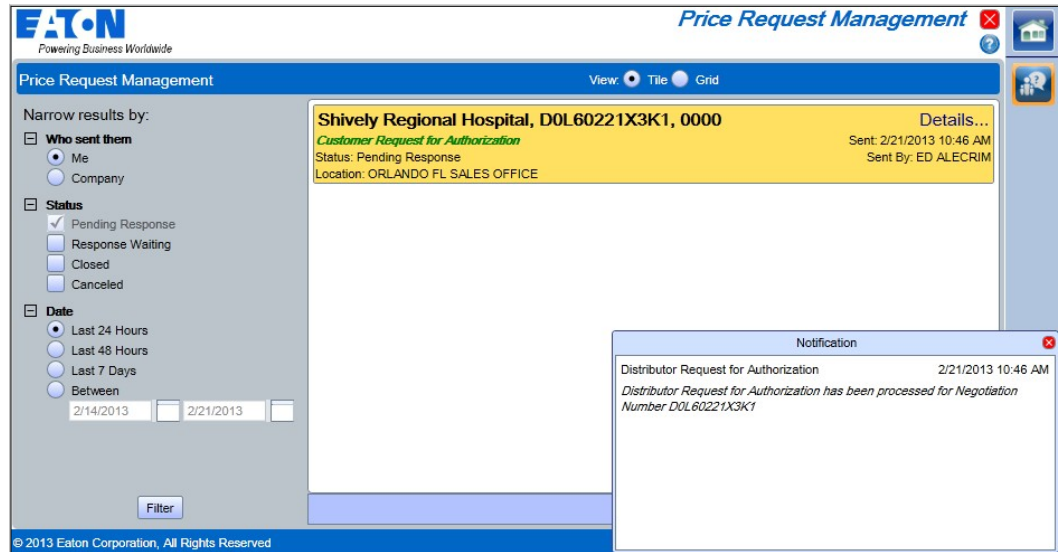 EATON
Powering Business Worldwide
Price Request Management
?
Price Request Management
View: Tile Grid
Narrow results by:
Who sent them
Me
Company
Status
Pending Response
Response Waiting
Closed
Canceled
Date
Last 24 Hours
Last 48 Hours
Last 7 Days
Between
2/14/2013 2/21/2013
Filter
Shively Regional Hospital, D0L60221X3K1, 0000 Details...
Customer Request for Authorization Sent: 2/21/2013 10:46 AM
Status: Pending Response Sent By: ED ALECRIM
Location: ORLANDO FL SALES OFFICE
Notification
Distributor Request for Authorization 2/21/2013 10:46 AM
Distributor Request for Authorization has been processed for Negotiation
Number D0L60221X3K1
© 2013 Eaton Corporation, All Rights Reserved